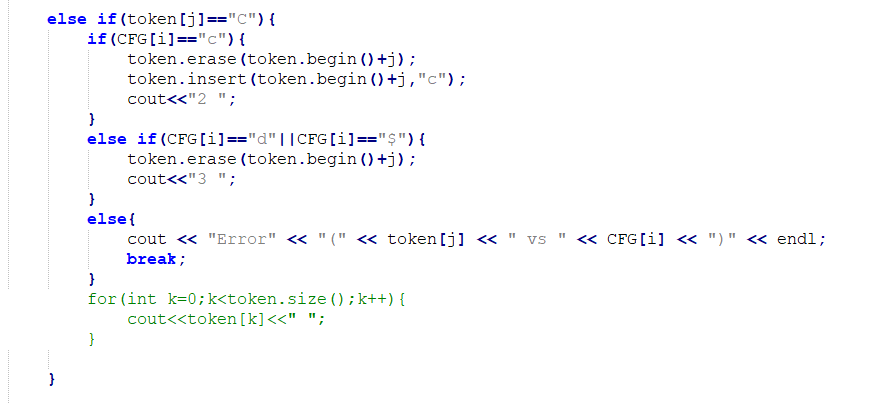 else if(token[j]=="C"){
if(CFG[i]=="c"){
token.erase(token.begin()+j);
token.insert(token.begin()+j,"c");
cout<<"2 ";
}
else if(CFG[i]=="d"||CFG[i]=="$"){
token.erase(token.begin()+j);
cout<<"3 ";
}
else{
cout << "Error" << "(" << token[j] << " vs " << CFG[i] << ")" << endl;
break;
}
for(int k=0;k<token.size();k++){
cout<<token[k]<<" ";
}
}